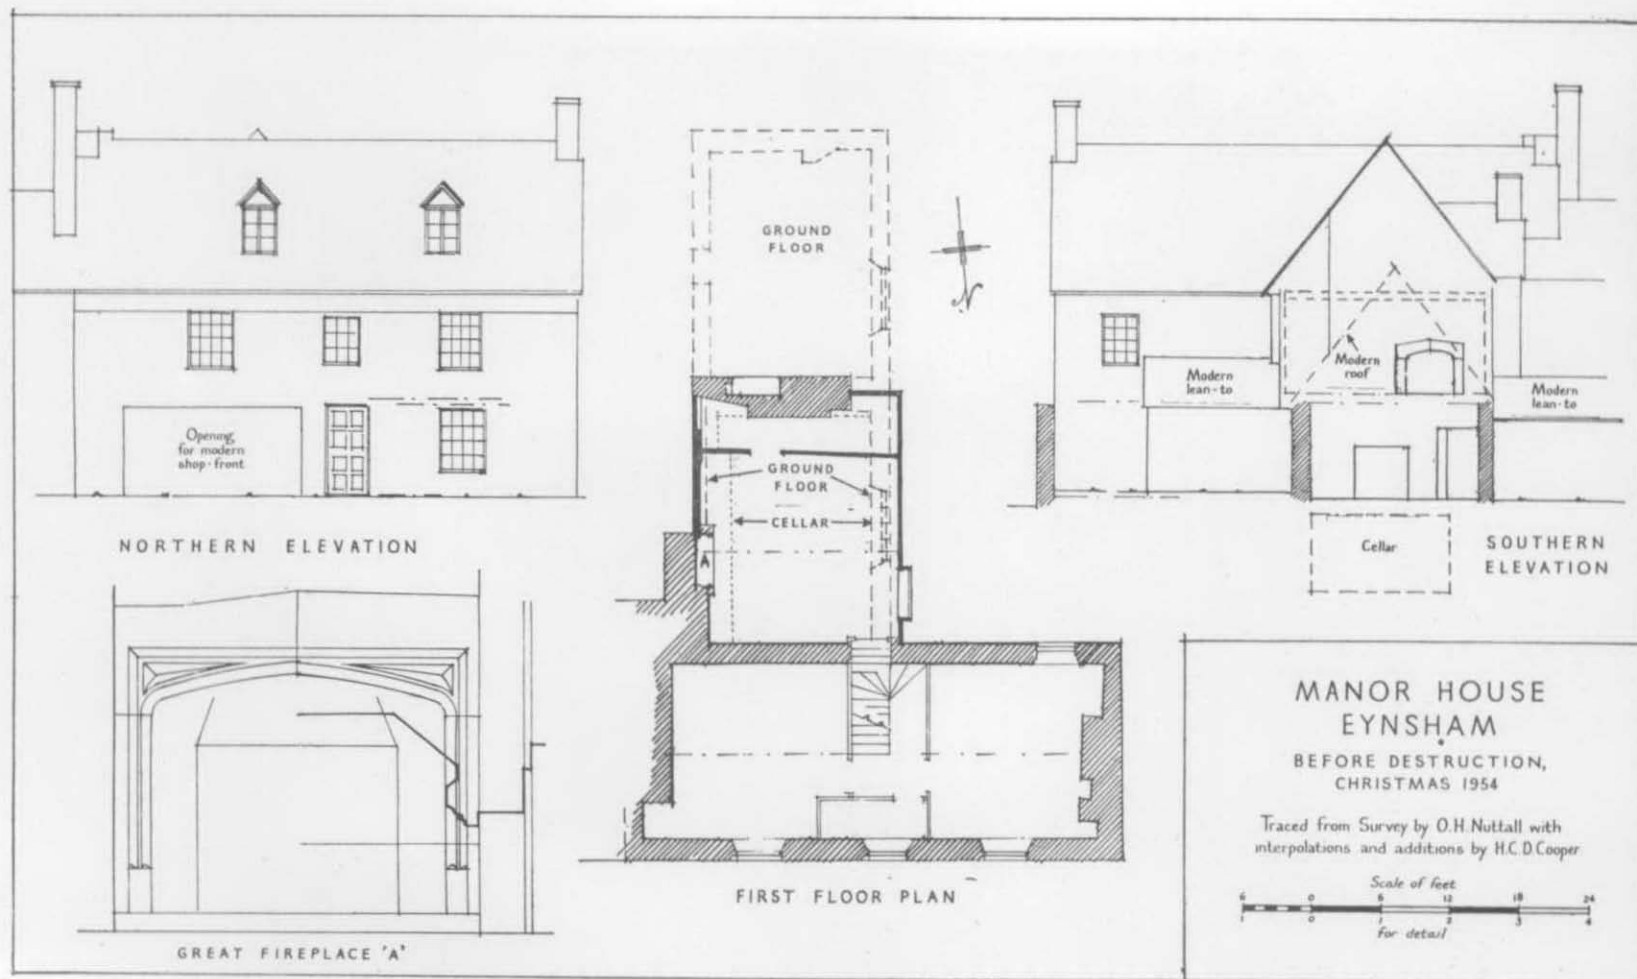 Opening
for modern
shop-front
NORTHERN ELEVATION
GREAT FIREPLACE 'A'
GROUND
FLOOR
N
GROUND
FLOOR
CELLAR
A
FIRST FLOOR PLAN
Modern
lean-to
Modern
roof
Modern
lean-to
Cellar
SOUTHERN
ELEVATION
MANOR HOUSE
EYNSHAM
BEFORE DESTRUCTION,
CHRISTMAS 1954
Traced from Survey by O.H.Nuttall with
interpolations and additions by H.C.D.Cooper
Scale of feet
6 0 6 12 18 24
1 0 1 2 3 4
For detail